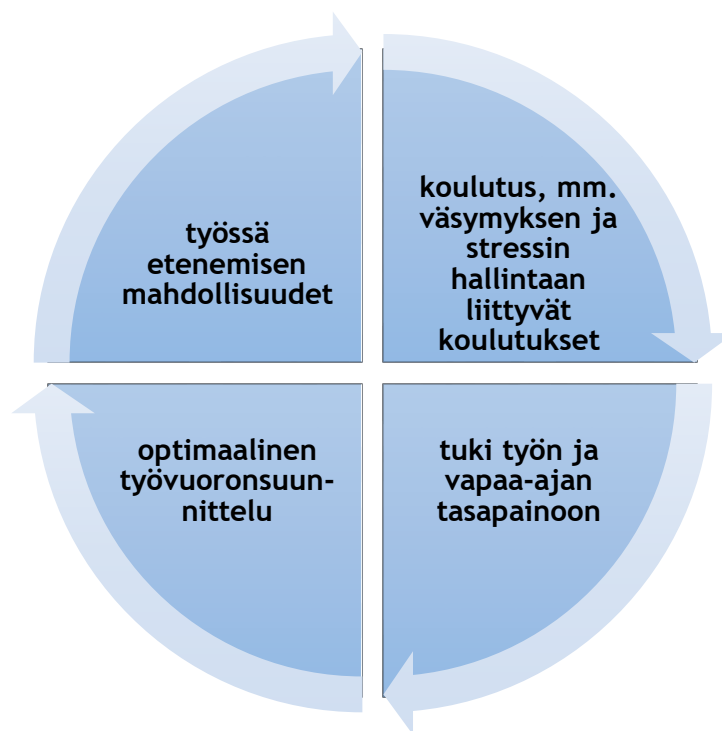 työssä
etenemisen
mahdollisuudet
koulutus, mm.
väsymyksen ja
stressin
hallintaan
liittyvät
koulutukset
optimaalinen
työvuoronsuun-
nittelu
tuki työn ja
vapaa-ajan
tasapainoon